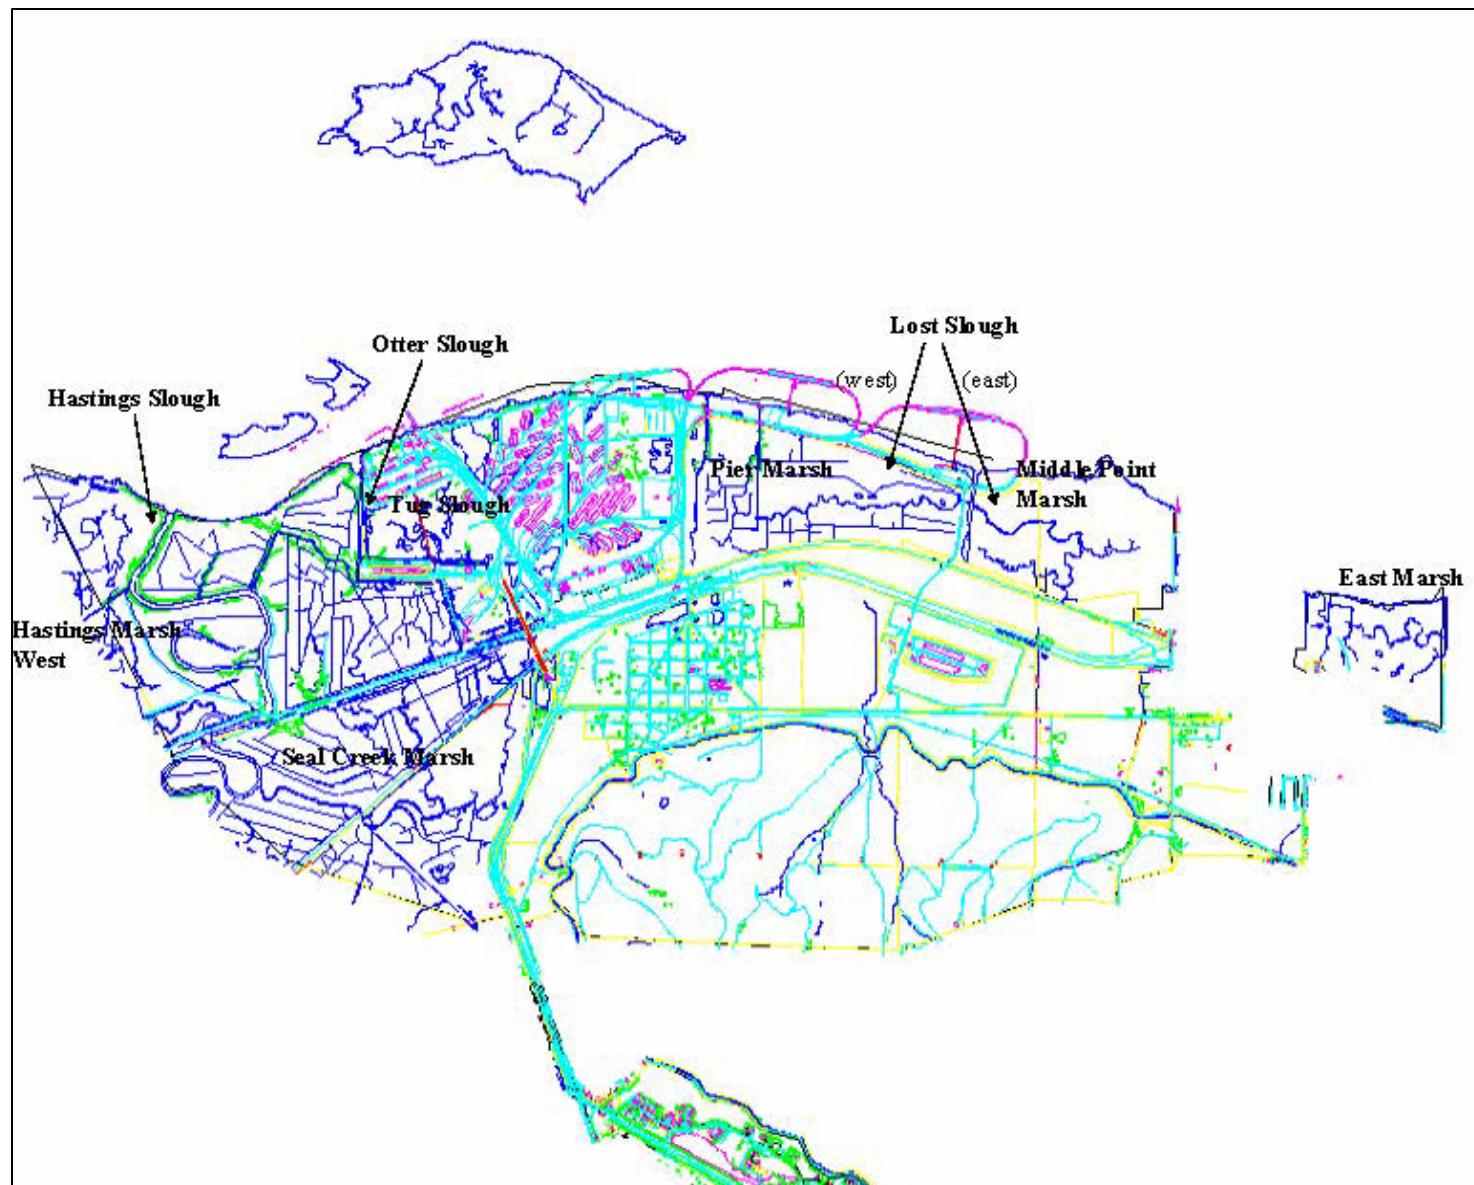 Lost Slough
Otter Slough
(west)
(east)
Hastings Slough
Pier Marsh
Middle Point
Marsh
Tug Slough
East Marsh
Hastings Marsh
West
Seal Creek Marsh